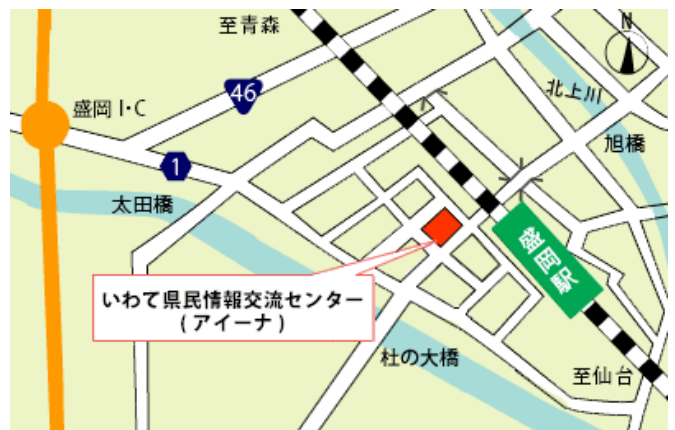 至青森
N
46
北上川
盛岡I・C
旭橋
1
太田橋
盛岡駅
いわて県民情報交流センター
(アイーナ)
杜の大橋
至仙台